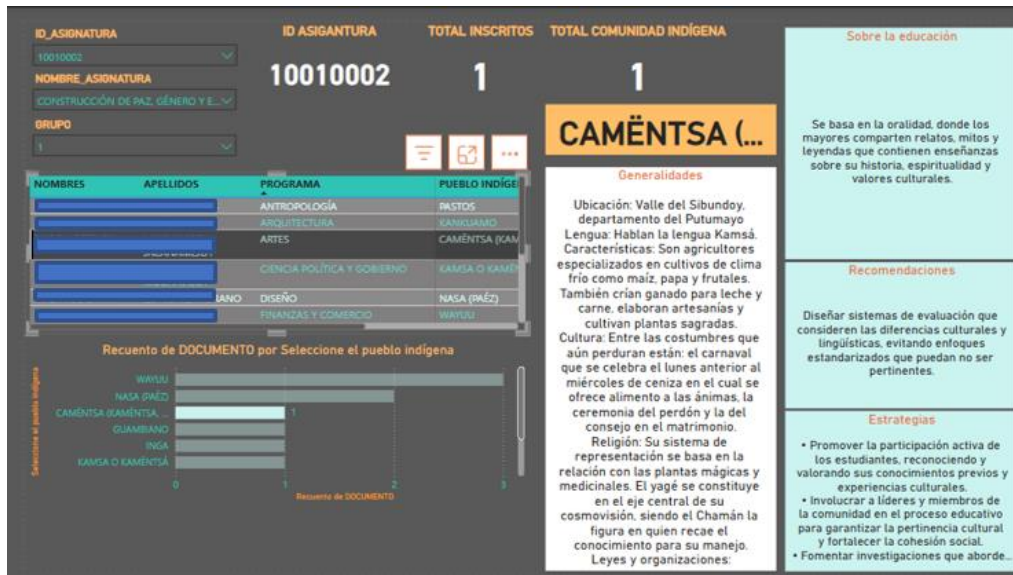 ID_ASIGNATURA
10010002
NOMBRE_ASIGNATURA
CONSTRUCCIÓN DE PAZ, GÉNERO Y E...
GRUPO
1
ID ASIGANTURA
10010002
TOTAL INSCRITOS
1
TOTAL COMUNIDAD INDÍGENA
1
NOMBRES APELLIDOS PROGRAMA PUEBLO INDÍGE
ANTROPOLOGÍA PASTOS
ARQUITECTURA KANKUAMO
ARTES CAMËNTSA (KAM
CIENCIA POLÍTICA Y GOBIERNO KAMSA O KAMËN
ANO DISEÑO NASA (PAÉZ)
FINANZAS Y COMERCIO WAYUU
Recuento de DOCUMENTO por Seleccione el pueblo indígena
Seleccione el pueblo indígena
WAYUU
NASA (PAÉZ)
CAMËNTSA (KAMËNTSA, ... 1
GUAMBIANO
INGA
KAMSA O KAMËNTSÁ
0 1 2 3
Recuento de DOCUMENTO
CAMËNTSA (...
Generalidades
Ubicación: Valle del Sibundoy,
departamento del Putumayo
Lengua: Hablan la lengua Kamsá.
Características: Son agricultores
especializados en cultivos de clima
frío como maíz, papa y frutales.
También crían ganado para leche y
carne, elaboran artesanías y
cultivan plantas sagradas.
Cultura: Entre las costumbres que
aún perduran están: el carnaval
que se celebra el lunes anterior al
miércoles de ceniza en el cual se
ofrece alimento a las ánimas, la
ceremonia del perdón y la del
consejo en el matrimonio.
Religión: Su sistema de
representación se basa en la
relación con las plantas mágicas y
medicinales. El yagé se constituye
en el eje central de su
cosmovisión, siendo el Chamán la
figura en quien recae el
conocimiento para su manejo.
Leyes y organizaciones:
Sobre la educación
Se basa en la oralidad, donde los
mayores comparten relatos, mitos y
leyendas que contienen enseñanzas
sobre su historia, espiritualidad y
valores culturales.
Recomendaciones
Diseñar sistemas de evaluación que
consideren las diferencias culturales y
lingüísticas, evitando enfoques
estandarizados que puedan no ser
pertinentes.
Estrategias
• Promover la participación activa de
los estudiantes, reconociendo y
valorando sus conocimientos previos y
experiencias culturales.
• Involucrar a líderes y miembros de
la comunidad en el proceso educativo
para garantizar la pertinencia cultural
y fortalecer la cohesión social.
• Fomentar investigaciones que aborde...